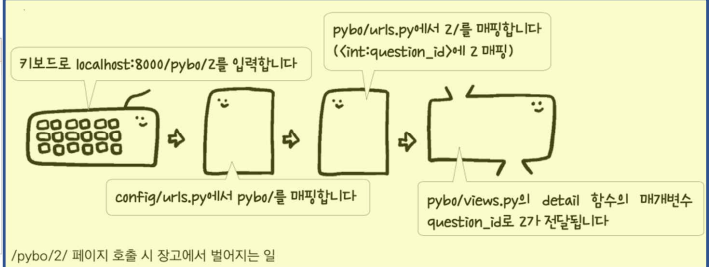 pybo/urls.py에서 2/를 매핑합니다
(<int:question_id>에 2 매핑)
키보드로 localhost:8000/pybo/2를 입력합니다
config/urls.py에서 pybo/를 매핑합니다
pybo/views.py의 detail 함수의 매개변수
question_id로 2가 전달됩니다
/pybo/2/ 페이지 호출 시 장고에서 벌어지는 일